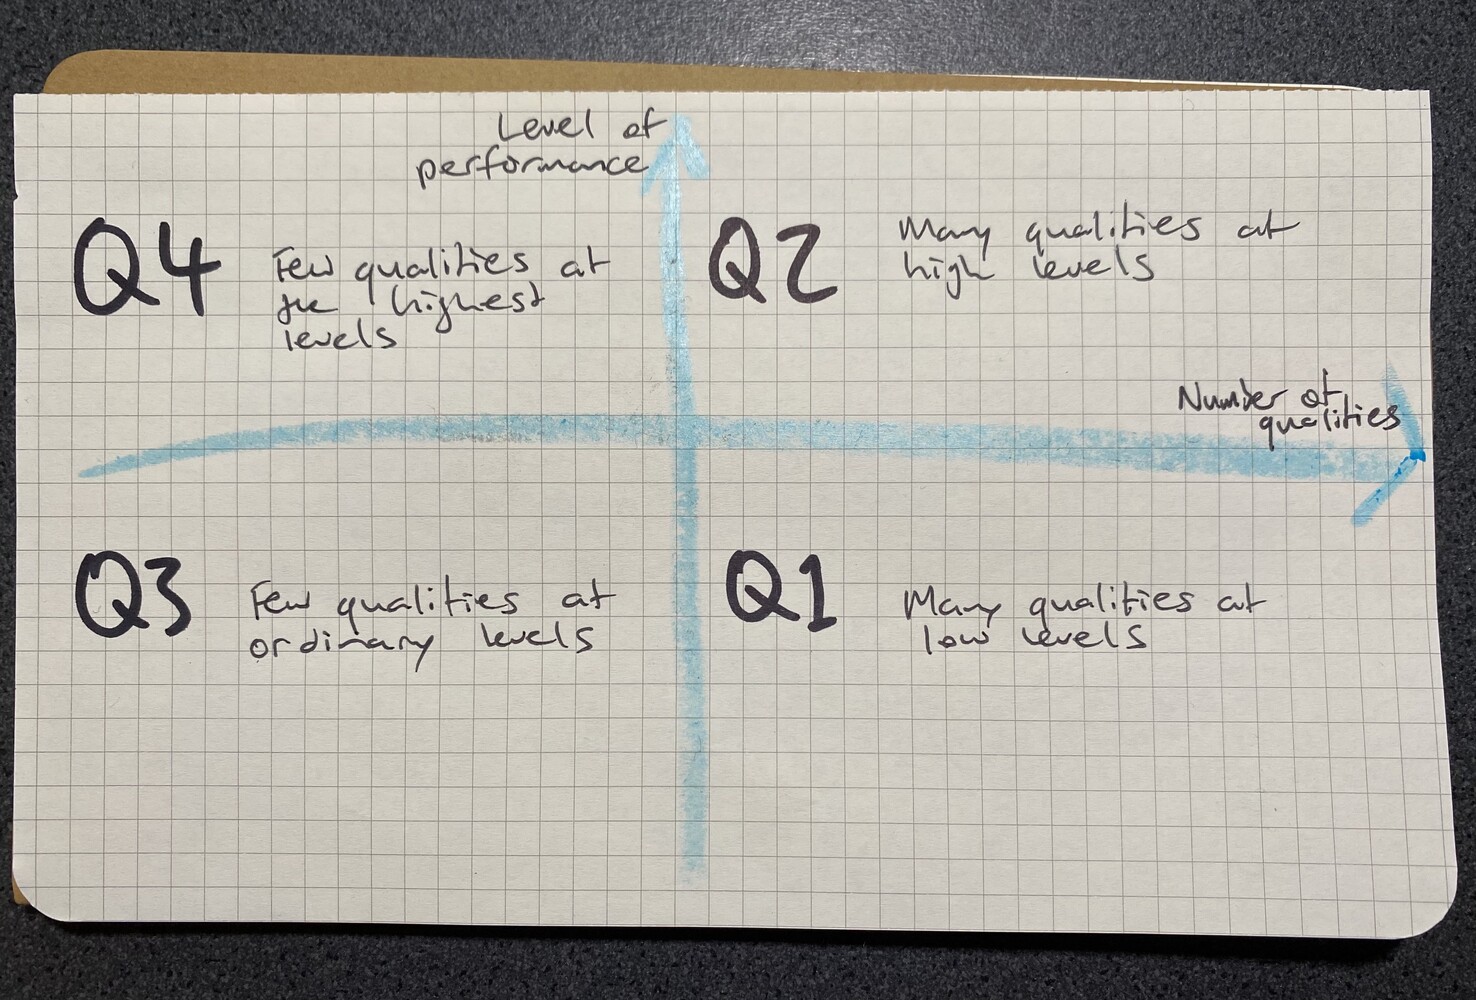 Level of
performance
Q4
Few qualities at
the highest
levels
Q2
Many qualities at
high levels
Number of
qualities
Q3
Few qualities at
ordinary levels
Q1
Many qualities at
low levels